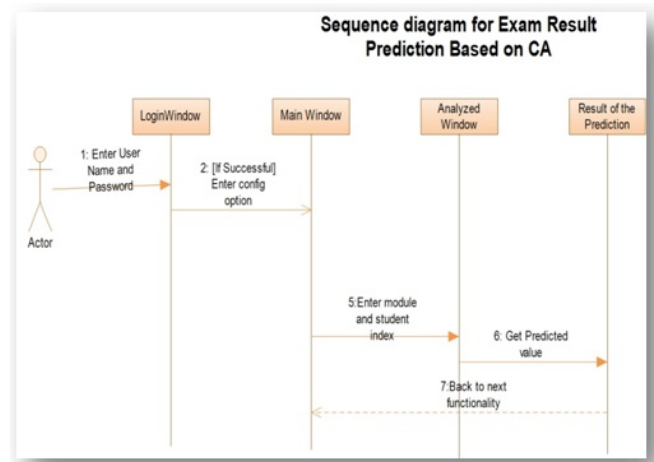 Sequence diagram for Exam Result
Prediction Based on CA
LoginWindow
Main Window
Analyzed
Window
Result of the
Prediction
1: Enter User
Name and
Password
2: [If Successful]
Enter config
option
Actor
5:Enter module
and student
index
6: Get Predicted
value
7:Back to next
functionality